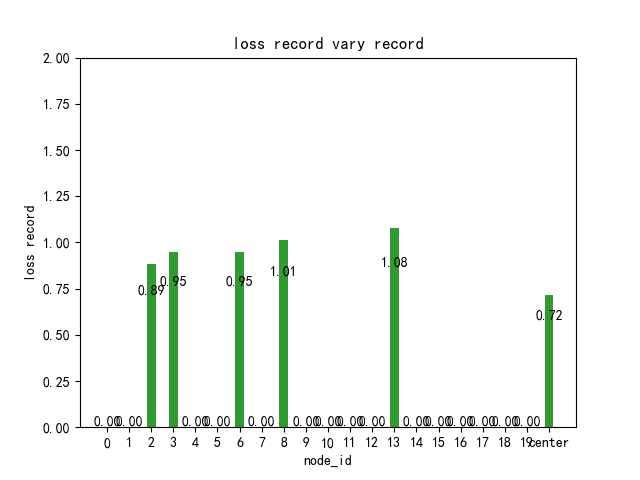 loss record vary record
2.00
1.75
1.50
1.25
1.00
0.75
0.50
0.25
0.00
loss record
0.00 0.00 0.89 0.95 0.00 0.00 0.95 0.00 1.01 0.00 0.00 0.00 0.00 1.08 0.00 0.00 0.00 0.00 0.00 0.00 0.72
0 1 2 3 4 5 6 7 8 9 10 11 12 13 14 15 16 17 18 19 center
node_id